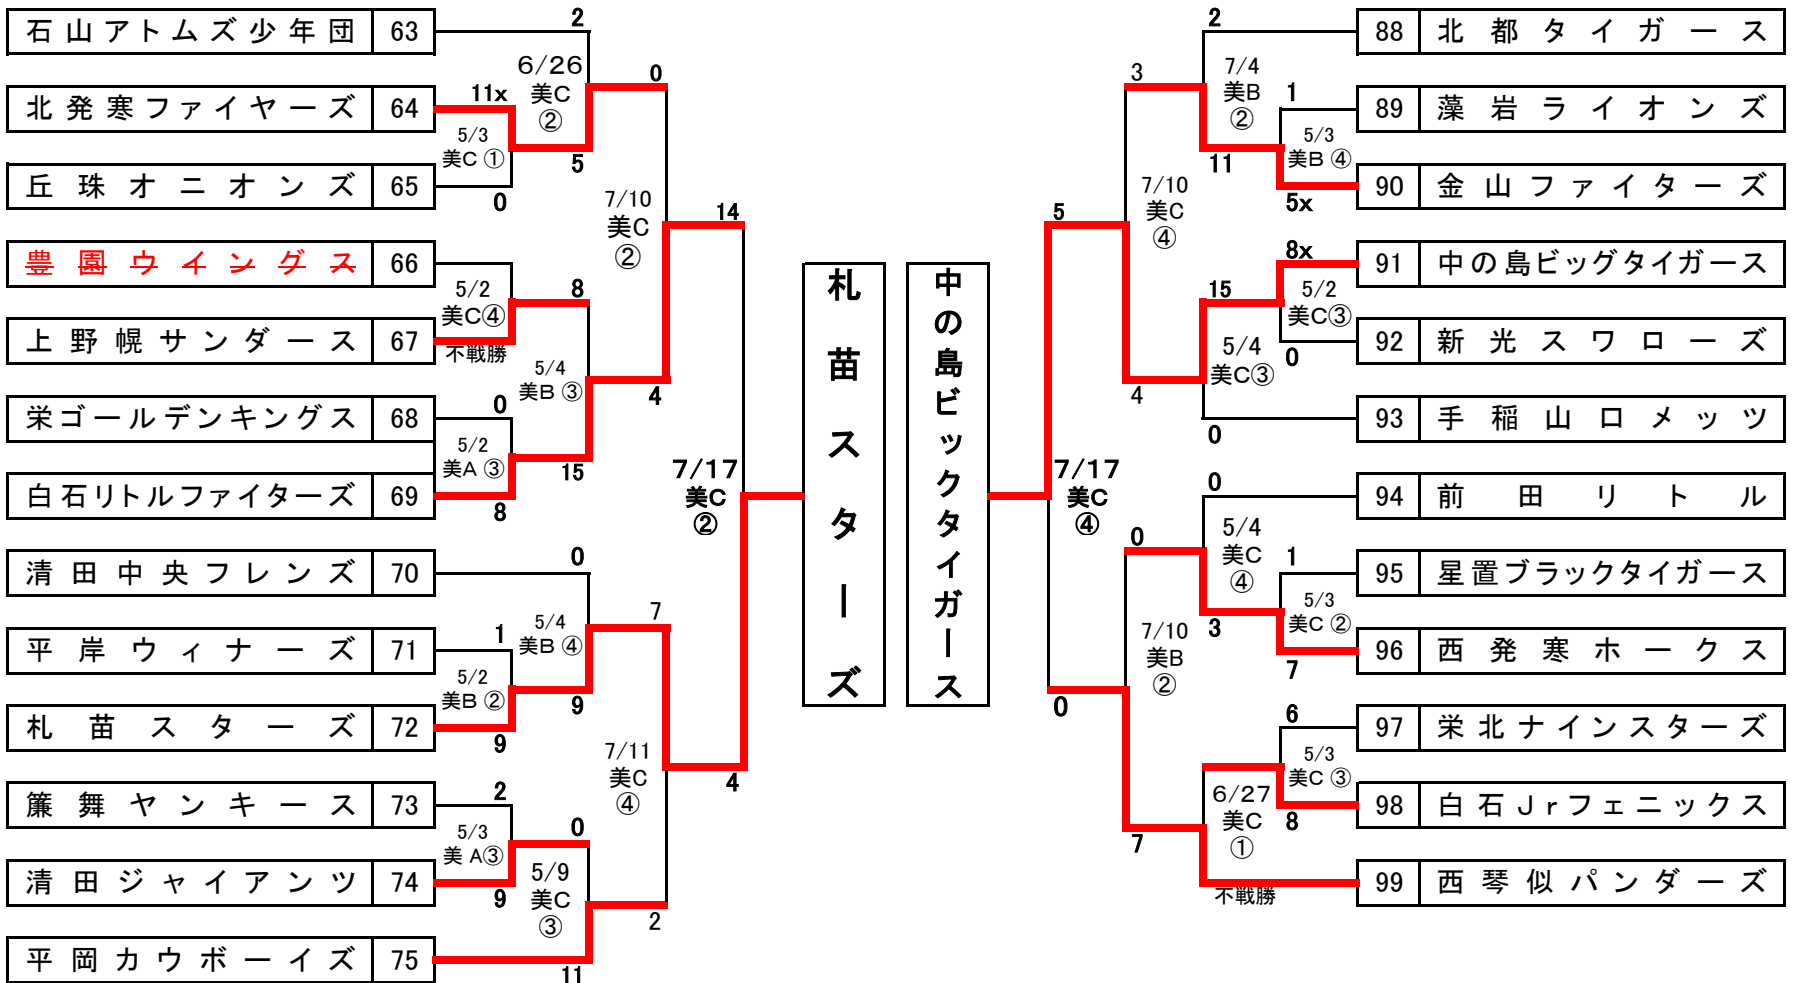 石山アトムズ少年団 63
2
6/26
美C
②
0
北発寒ファイヤーズ 64
11x
5/3
美C ①
5
丘珠オニオンズ 65
0
7/10
美C
②
14
豊園ウイングス 66
5/2
美C④
8
上野幌サンダース 67
不戦勝
5/4
美B ③
4
栄ゴールデンキングス 68
0
5/2
美A ③
15
白石リトルファイターズ 69
8
7/17
美C
②
清田中央フレンズ 70
0
5/4
美B ④
7
平岸ウィナーズ 71
1
5/2
美B ②
9
札苗スターズ 72
9
7/11
美C
④
4
簾舞ヤンキース 73
2
5/3
美 A③
0
清田ジャイアンツ 74
9
5/9
美C
③
2
平岡カウボーイズ 75
11
札苗スターズ
中の島ビックタイガース
2
88 北都タイガース
3
7/4
美B
②
1
89 藻岩ライオンズ
5/3
美B ④
11
90 金山ファイターズ
5x
7/10
美C
④
5
8x
91 中の島ビッグタイガース
15
5/2
美C③
92 新光スワローズ
0
5/4
美C③
4
93 手稲山口メッツ
0
7/17
美C
④
0
94 前田リトル
0
5/4
美C
④
1
95 星置ブラックタイガース
5/3
美C ②
3
96 西発寒ホークス
7
7/10
美B
②
0
6
97 栄北ナインスターズ
5/3
美C ③
98 白石Jrフェニックス
8
6/27
美C
①
7
99 西琴似パンダーズ
不戦勝